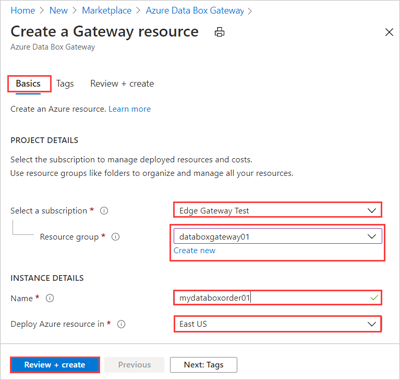 Home > New > Marketplace > Azure Data Box Gateway >
Create a Gateway resource
Azure Data Box Gateway
Basics Tags Review + create
Create an Azure resource. Learn more
PROJECT DETAILS
Select the subscription to manage deployed resources and costs.
Use resource groups like folders to organize and manage all your resources.
Select a subscription * Edge Gateway Test
Resource group * databoxgateway01
Create new
INSTANCE DETAILS
Name * mydataboxorder01
Deploy Azure resource in * East US
Review + create Previous Next: Tags